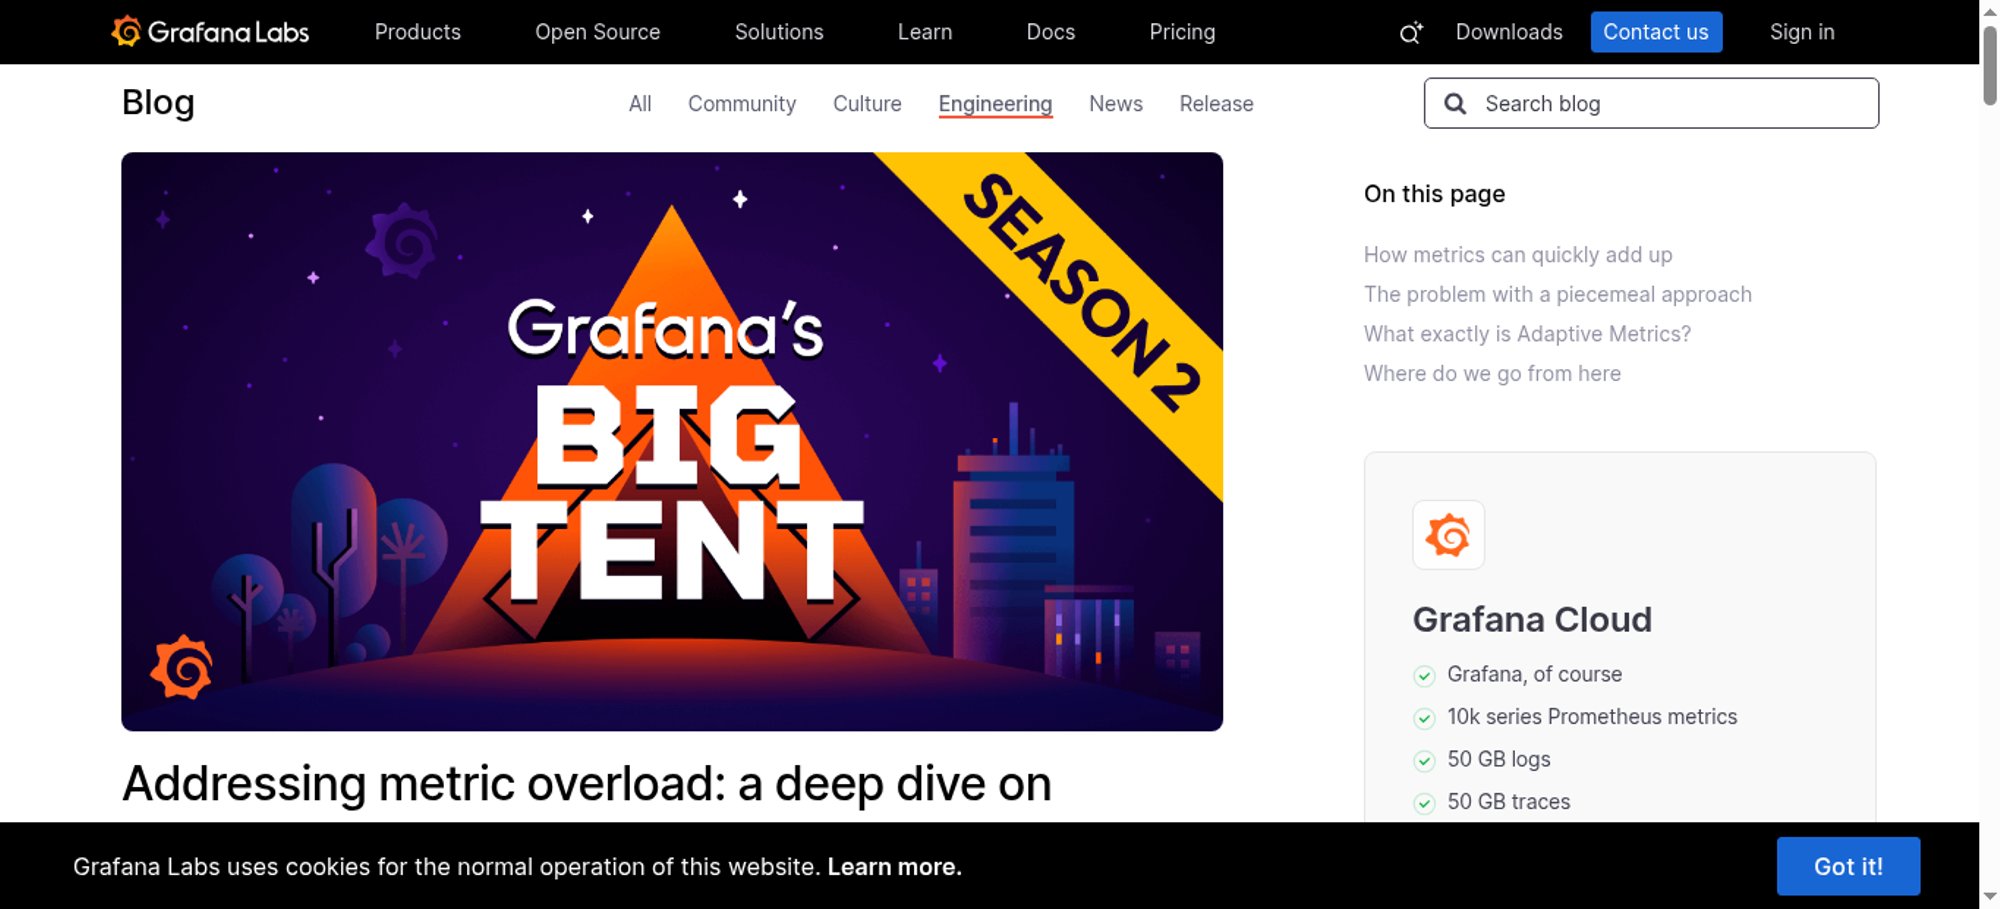 Grafana Labs
Products
Open Source
Solutions
Learn
Docs
Pricing
Downloads
Contact us
Sign in
Blog
All
Community
Culture
Engineering
News
Release
Search blog
SEASON 2
Grafana's
BIG
TENT
Addressing metric overload: a deep dive on
On this page
How metrics can quickly add up
The problem with a piecemeal approach
What exactly is Adaptive Metrics?
Where do we go from here
Grafana Cloud
Grafana, of course
10k series Prometheus metrics
50 GB logs
50 GB traces
Grafana Labs uses cookies for the normal operation of this website. Learn more.
Got it!